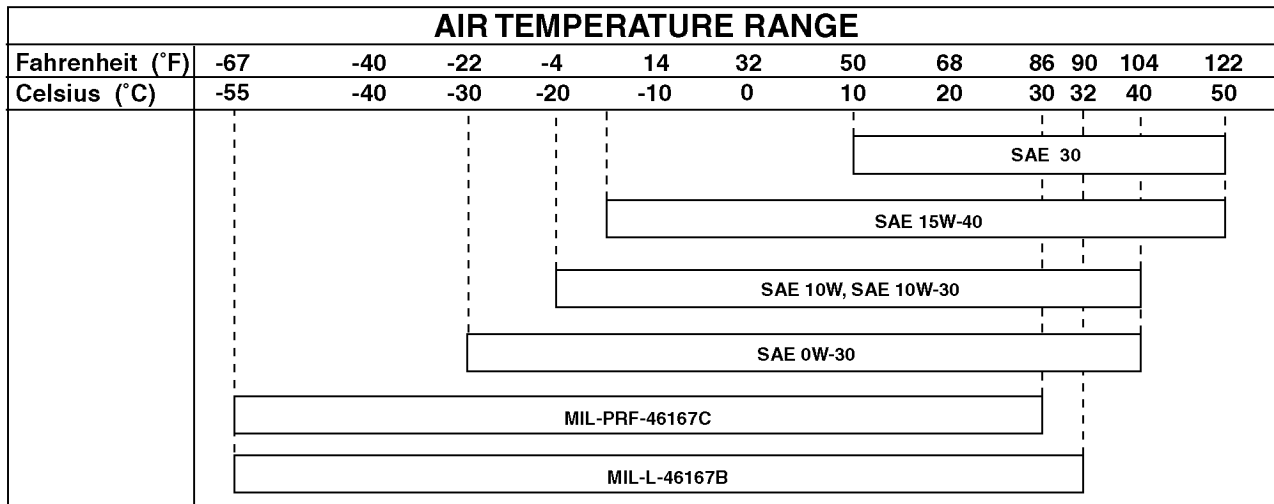 AIR TEMPERATURE RANGE
Fahrenheit (°F) -67 -40 -22 -4 14 32 50 68 86 90 104 122
Celsius (°C) -55 -40 -30 -20 -10 0 10 20 30 32 40 50
SAE 30
SAE 15W-40
SAE 10W, SAE 10W-30
SAE 0W-30
MIL-PRF-46167C
MIL-L-46167B